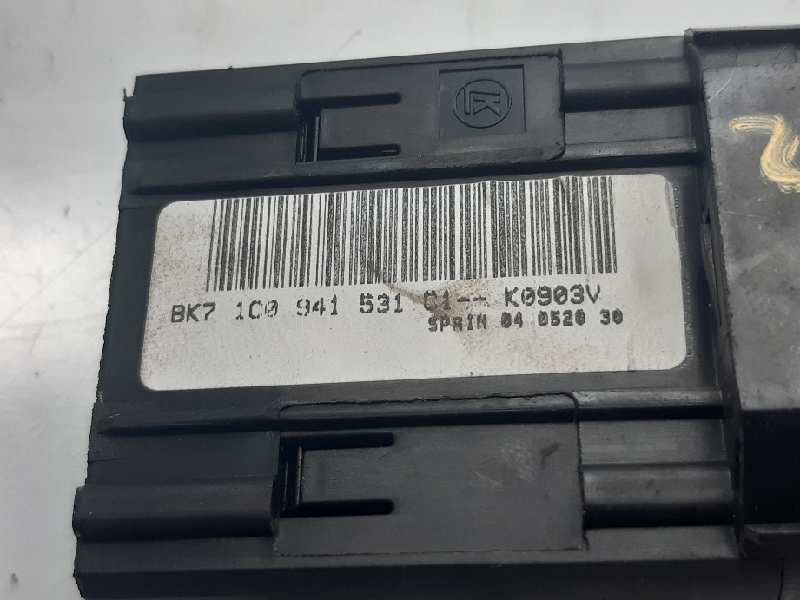 BK7 1C0 941 531 C1-- K0903V
SPRIN 04 0520 30